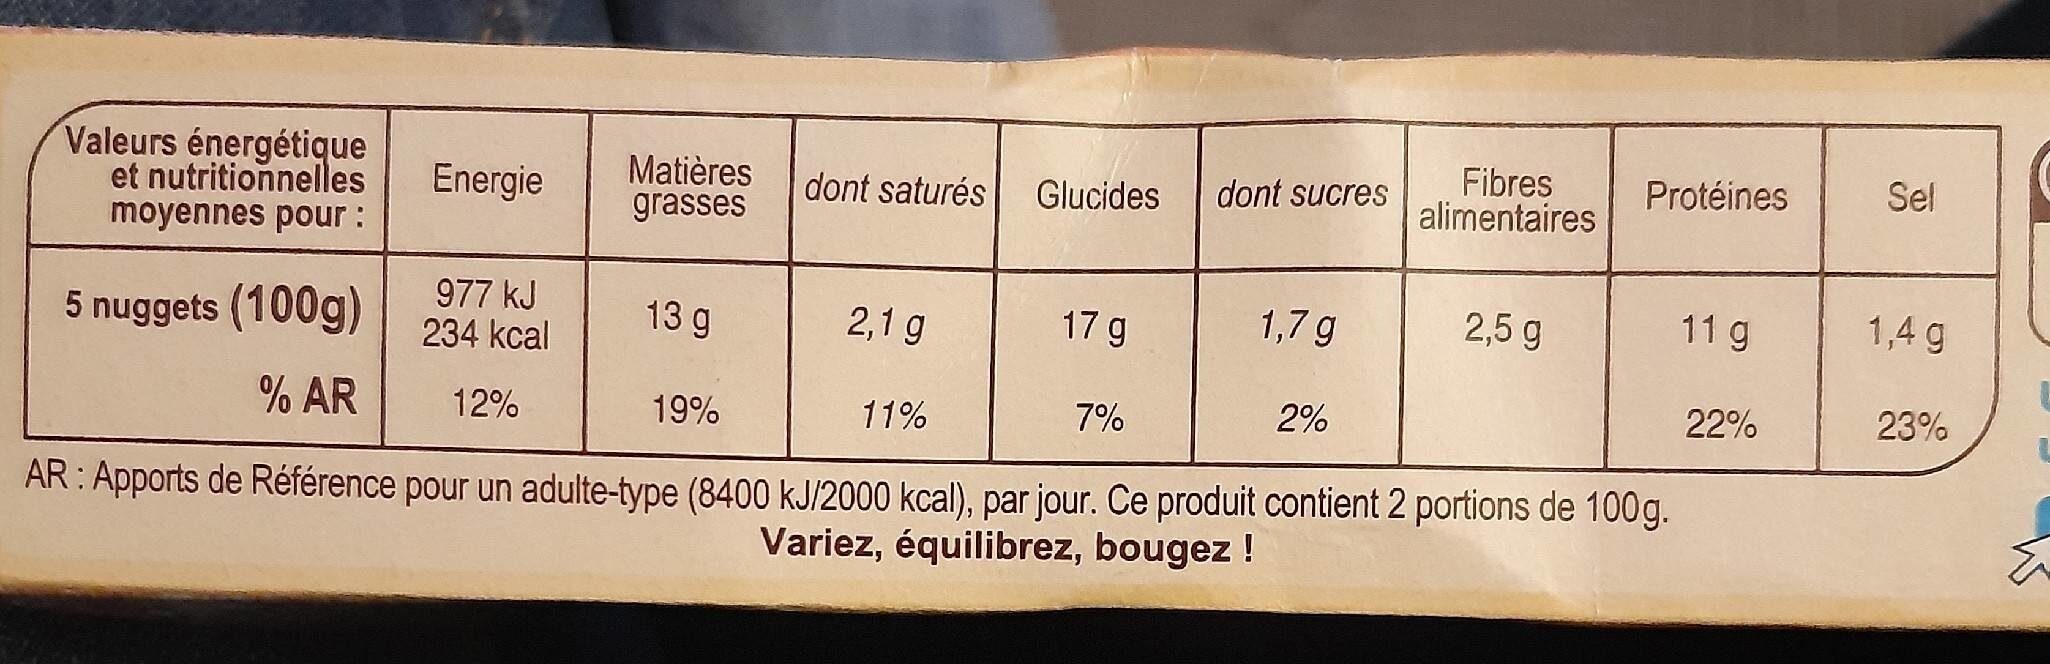 Valeurs énergétique
et nutritionnelles
moyennes pour :
Energie
Matières
grasses
dont saturés
Glucides
dont sucres
Fibres
alimentaires
Protéines
Sel
5 nuggets (100g)
977 kJ
234 kcal
13 g
2,1 g
17 g
1,7 g
2,5 g
11 g
1,4 g
% AR
12%
19%
11%
7%
2%
22%
23%
AR : Apports de Référence pour un adulte-type (8400 kJ/2000 kcal), par jour. Ce produit contient 2 portions de 100g.
Variez, équilibrez, bougez !